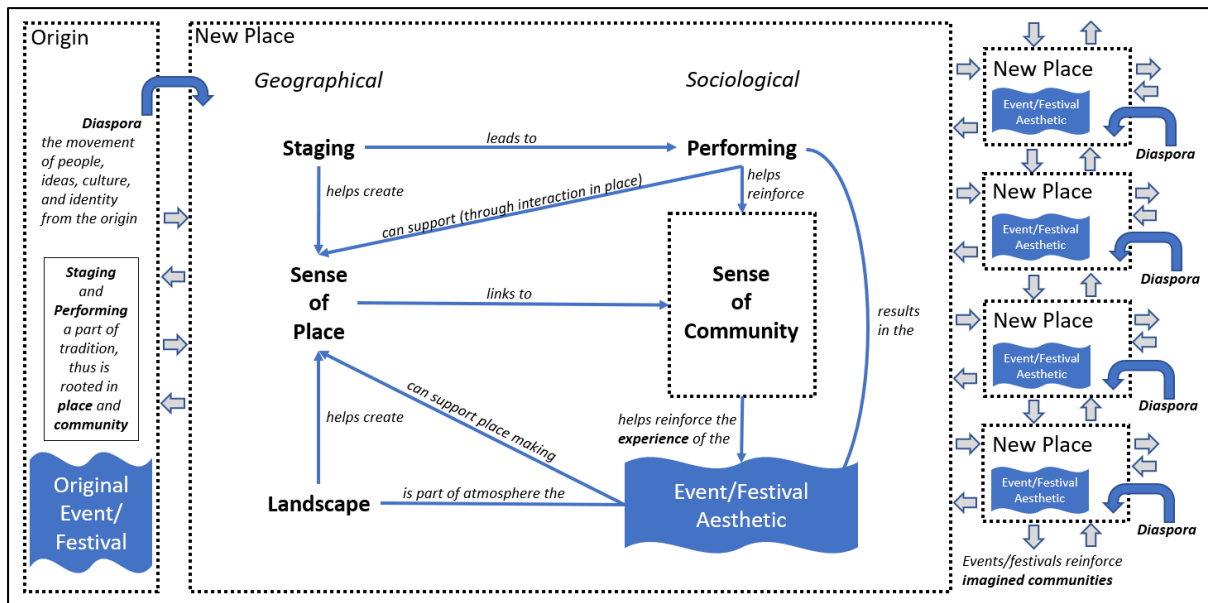 Origin
Diaspora
the movement
of people,
ideas, culture,
and identity
from the origin
Staging
and
Performing
a part of
tradition,
thus is
rooted in
place and
community
Original
Event/
Festival
New Place
Geographical
Sociological
Staging
leads to
Performing
helps create
can support (through interaction in place)
helps
reinforce
Sense
of
Place
links to
Sense
of
Community
results
in the
helps create
can support place making
helps reinforce the
experience of the
Landscape
is part of atmosphere the
Event/Festival
Aesthetic
New Place
Event/Festival
Aesthetic
Diaspora
New Place
Event/Festival
Aesthetic
Diaspora
New Place
Event/Festival
Aesthetic
Diaspora
New Place
Event/Festival
Aesthetic
Diaspora
Events/festivals reinforce
imagined communities